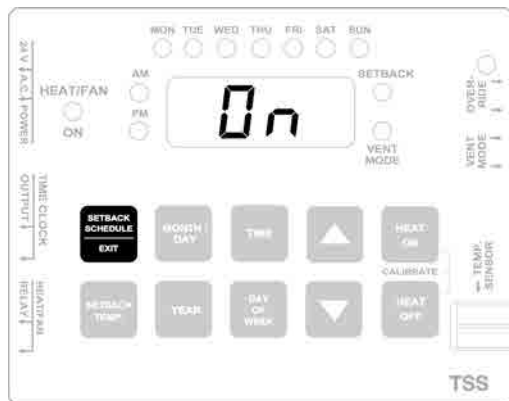 MON TUE WED THU FRI SAT SUN
24 V.A.C. POWER
HEAT/FAN
ON
AM
PM
On
SETBACK
VENT
MODE
OVER-
RIDE
VENT
MODE
TIME CLOCK
OUTPUT
SETBACK
SCHEDULE
EXIT
MONTH
DAY
TIME
HEAT
ON
CALIBRATE
TEMP.
SENSOR
HEAT/FAN
RELAY
SETBACK
TEMP
YEAR
DAY
OF
WEEK
HEAT
OFF
TSS